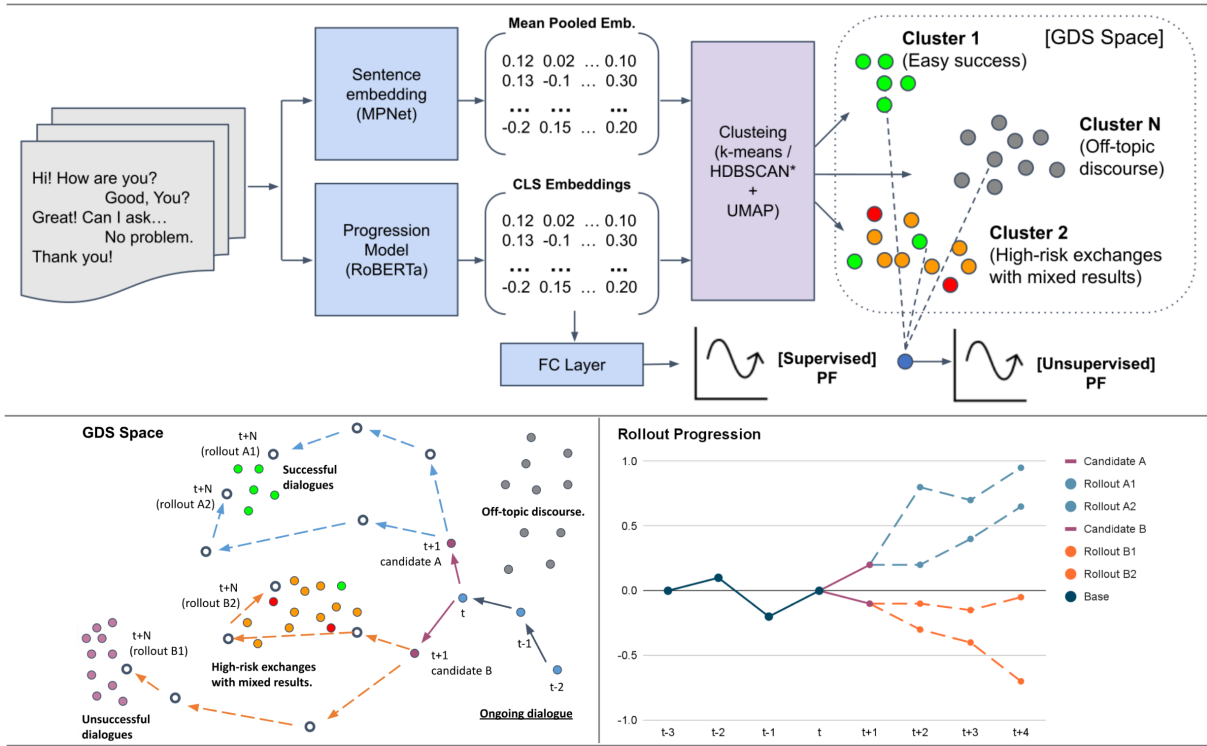 Hi! How are you?
Good, You?
Great! Can I ask…
No problem.
Thank you!
Sentence
embedding
(MPNet)
Progression
Model
(RoBERTa)
Mean Pooled Emb.
0.12 0.02 … 0.10
0.13 -0.1 … 0.30
... ... ...
-0.2 0.15 … 0.20
CLS Embeddings
0.12 0.02 … 0.10
0.13 -0.1 … 0.30
... ... ...
-0.2 0.15 … 0.20
FC Layer
Clusteing
(k-means /
HDBSCAN*
+
UMAP)
[Supervised]
PF
[Unsupervised]
PF
[GDS Space]
Cluster 1
(Easy success)
Cluster N
(Off-topic
discourse)
Cluster 2
(High-risk exchanges
with mixed results)
GDS Space
t+N
(rollout A1)
Successful
dialogues
t+N
(rollout A2)
Off-topic discourse.
t+1
candidate A
t+N
(rollout B2)
t
t-1
t-2
t+N
(rollout B1)
High-risk exchanges
with mixed results.
t+1
candidate B
Unsuccessful
dialogues
Ongoing dialogue
Rollout Progression
1.0
0.5
0.0
-0.5
-1.0
t-3 t-2 t-1 t t+1 t+2 t+3 t+4
Candidate A
Rollout A1
Rollout A2
Candidate B
Rollout B1
Rollout B2
Base